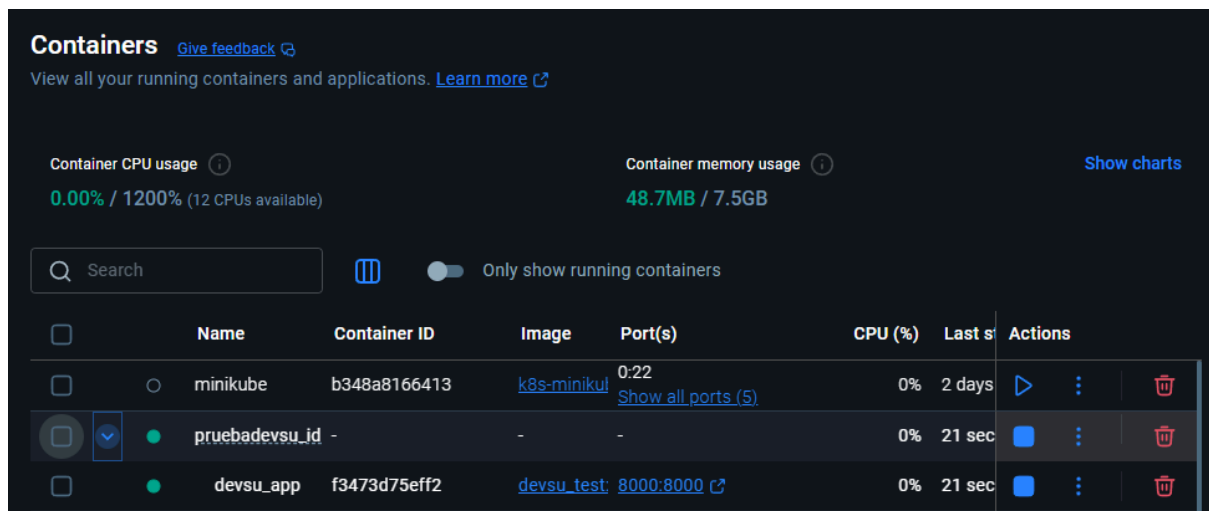 Containers Give feedback
View all your running containers and applications. Learn more
Container CPU usage
Container memory usage
Show charts
0.00% / 1200% (12 CPUs available)
48.7MB / 7.5GB
Search
Only show running containers
Name Container ID Image Port(s) CPU (%) Last Actions
minikube b348a8166413 0:22 0% 2 days
Show all ports (5)
pruebadevsu_id - - - 0% 21 sec
devsu_app f3473d75eff2 devsu_test: 8000:8000 0% 21 sec